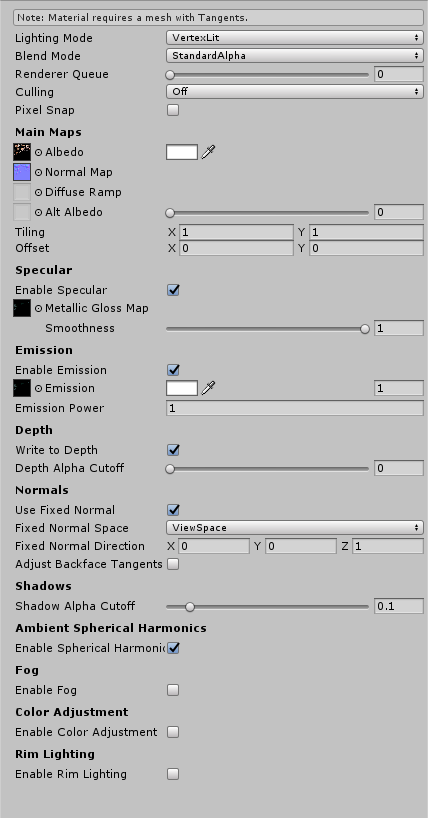 Note: Material requires a mesh with Tangents.
Lighting Mode VertexLit
Blend Mode StandardAlpha
Renderer Queue 0
Culling Off
Pixel Snap
Main Maps
Albedo
Normal Map
Diffuse Ramp
Alt Albedo 0
Tiling X 1 Y 1
Offset X 0 Y 0
Specular
Enable Specular
Metallic Gloss Map
Smoothness 1
Emission
Enable Emission
Emission 1
Emission Power 1
Depth
Write to Depth
Depth Alpha Cutoff 0
Normals
Use Fixed Normal
Fixed Normal Space ViewSpace
Fixed Normal Direction X 0 Y 0 Z 1
Adjust Backface Tangents
Shadows
Shadow Alpha Cutoff 0.1
Ambient Spherical Harmonics
Enable Spherical Harmonic
Fog
Enable Fog
Color Adjustment
Enable Color Adjustment
Rim Lighting
Enable Rim Lighting